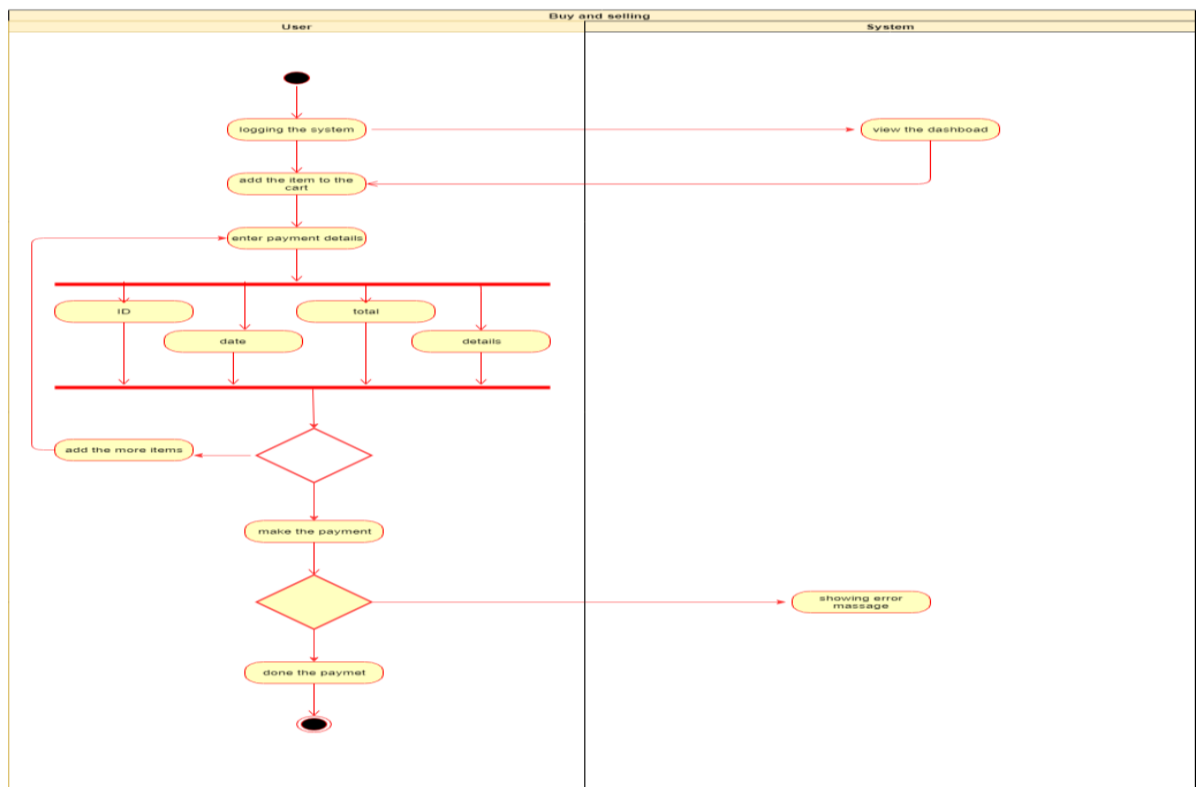 Buy and selling
User
System
logging the system
view the dashboad
add the item to the
cart
enter payment details
ID
total
date
details
add the more items
make the payment
showing error
massage
done the paymet